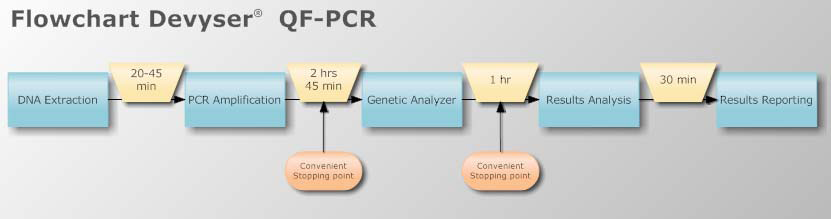 Flowchart Devyser® QF-PCR
DNA Extraction
20-45
min
PCR Amplification
2 hrs
45 min
Genetic Analyzer
1 hr
Results Analysis
30 min
Results Reporting
Convenient
Stopping point
Convenient
Stopping point